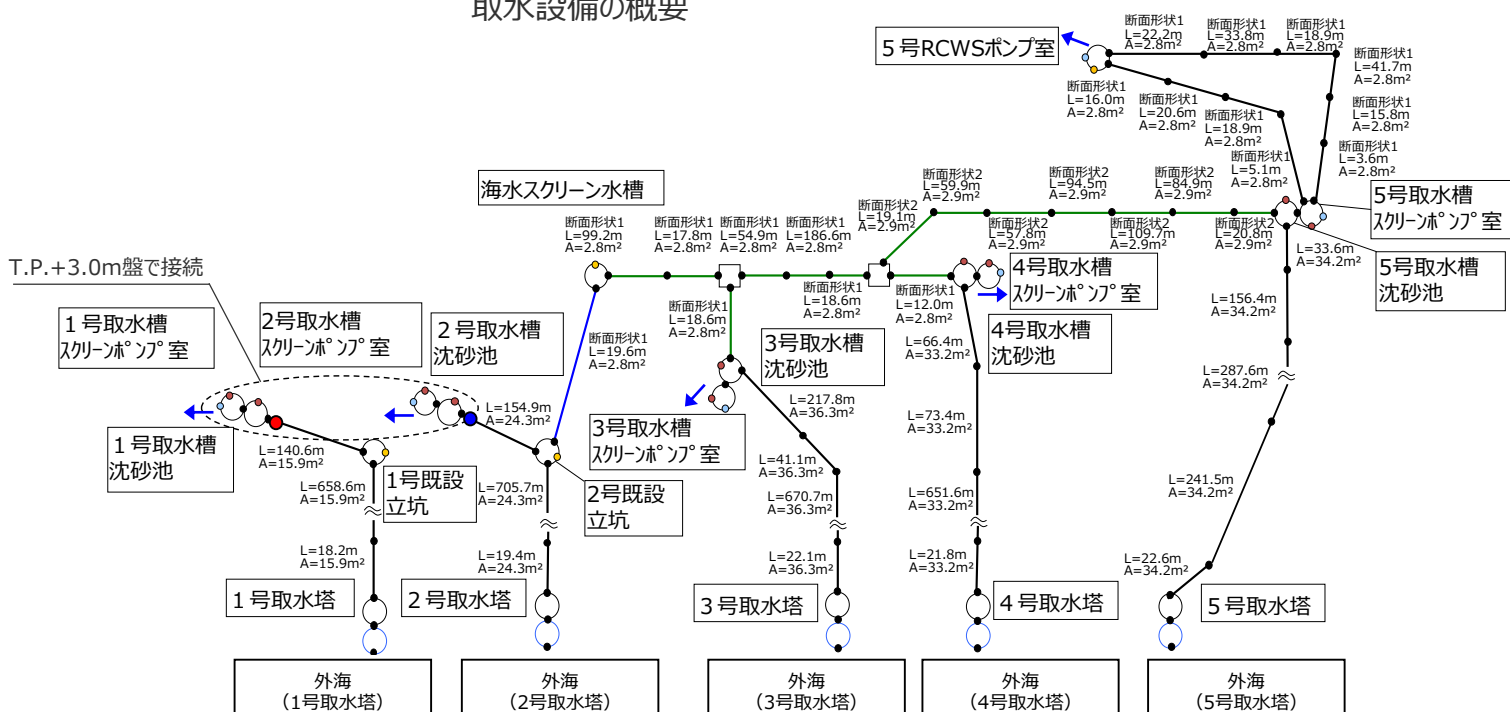 取水設備の概要
断面形状1
L=22.2m
A=2.8m²
断面形状1
L=33.8m
A=2.8m²
断面形状1
L=18.9m
A=2.8m²
5号RCWSポンプ室
断面形状1
L=41.7m
A=2.8m²
断面形状1
L=16.0m
A=2.8m²
断面形状1
L=20.6m
A=2.8m²
断面形状1
L=18.9m
A=2.8m²
断面形状1
L=15.8m
A=2.8m²
断面形状1
L=5.1m
A=2.8m²
断面形状1
L=3.6m
A=2.8m²
海水スクリーン水槽
断面形状2
L=59.9m
A=2.9m²
断面形状2
L=94.5m
A=2.9m²
断面形状2
L=84.9m
A=2.9m²
5号取水槽
スクリーンポンプ室
断面形状1
L=99.2m
A=2.8m²
断面形状1
L=17.8m
A=2.8m²
断面形状1
L=54.9m
A=2.8m²
断面形状1
L=186.6m
A=2.8m²
断面形状2
L=19.1m
A=2.9m²
断面形状2
L=57.8m
A=2.9m²
断面形状2
L=109.7m
A=2.9m²
断面形状2
L=20.8m
A=2.9m²
L=33.6m
A=34.2m²
5号取水槽
沈砂池
T.P.+3.0m盤で接続
4号取水槽
スクリーンポンプ室
断面形状1
L=18.6m
A=2.8m²
断面形状1
L=18.6m
A=2.8m²
断面形状1
L=12.0m
A=2.8m²
L=156.4m
A=34.2m²
1号取水槽
スクリーンポンプ室
2号取水槽
スクリーンポンプ室
2号取水槽
沈砂池
断面形状1
L=19.6m
A=2.8m²
3号取水槽
沈砂池
L=66.4m
A=33.2m²
4号取水槽
沈砂池
L=287.6m
A=34.2m²
L=154.9m
A=24.3m²
L=217.8m
A=36.3m²
L=73.4m
A=33.2m²
1号取水槽
沈砂池
L=140.6m
A=15.9m²
3号取水槽
スクリーンポンプ室
L=41.1m
A=36.3m²
L=658.6m
A=15.9m²
1号既設
立坑
L=705.7m
A=24.3m²
2号既設
立坑
L=670.7m
A=36.3m²
L=651.6m
A=33.2m²
L=241.5m
A=34.2m²
L=18.2m
A=15.9m²
L=19.4m
A=24.3m²
L=22.1m
A=36.3m²
L=21.8m
A=33.2m²
L=22.6m
A=34.2m²
1号取水塔
2号取水塔
3号取水塔
4号取水塔
5号取水塔
外海
(1号取水塔)
外海
(2号取水塔)
外海
(3号取水塔)
外海
(4号取水塔)
外海
(5号取水塔)